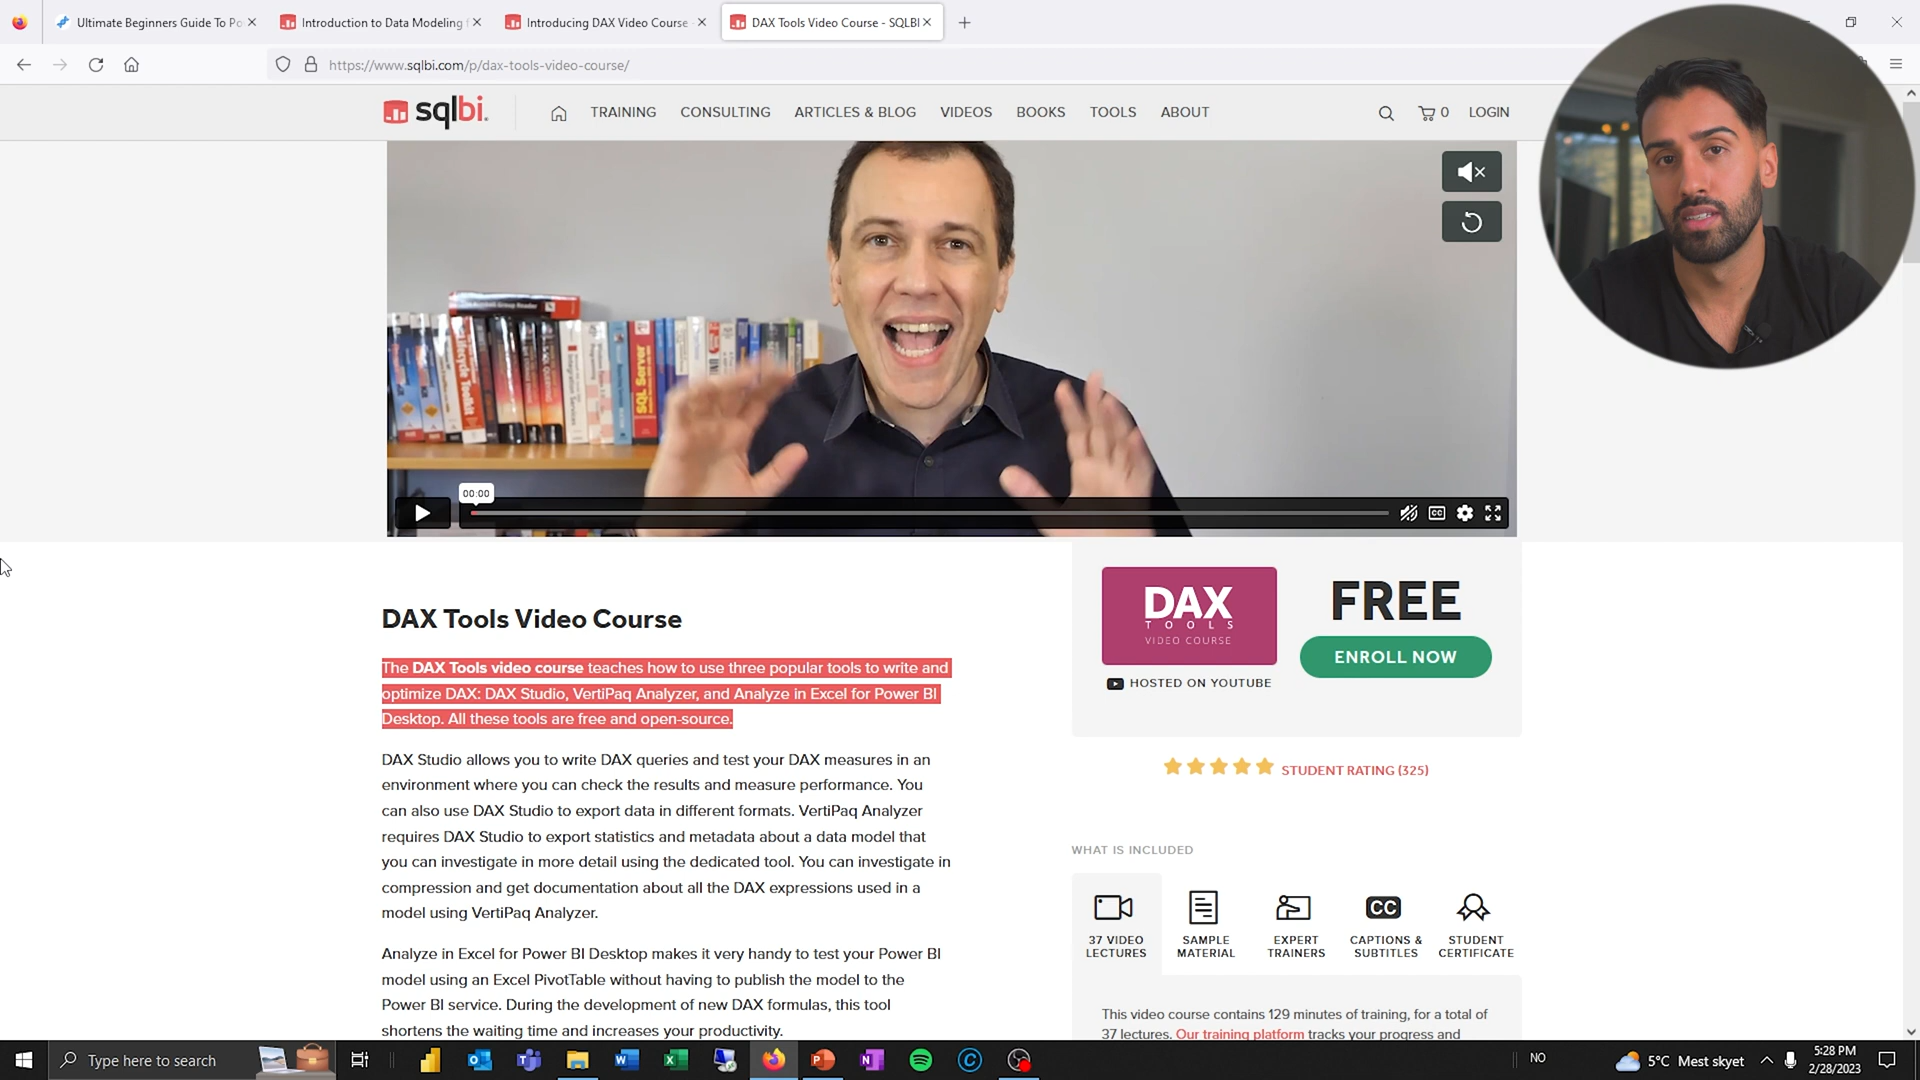 Ultimate Beginners Guide To Po
Introduction to Data Modeling f
Introducing DAX Video Course -
DAX Tools Video Course - SQLBI
https://www.sqlbi.com/p/dax-tools-video-course/
sqlbi.
TRAINING
CONSULTING
ARTICLES & BLOG
VIDEOS
BOOKS
TOOLS
ABOUT
0
LOGIN
SQL Server
00:00
CC
DAX Tools Video Course
The DAX Tools video course teaches how to use three popular tools to write and
optimize DAX: DAX Studio, VertiPaq Analyzer, and Analyze in Excel for Power BI
Desktop. All these tools are free and open-source.
DAX Studio allows you to write DAX queries and test your DAX measures in an
environment where you can check the results and measure performance. You
can also use DAX Studio to export data in different formats. VertiPaq Analyzer
requires DAX Studio to export statistics and metadata about a data model that
you can investigate in more detail using the dedicated tool. You can investigate in
compression and get documentation about all the DAX expressions used in a
model using VertiPaq Analyzer.
Analyze in Excel for Power BI Desktop makes it very handy to test your Power BI
model using an Excel PivotTable without having to publish the model to the
Power BI service. During the development of new DAX formulas, this tool
shortens the waiting time and increases your productivity.
DAX
TOOLS
VIDEO COURSE
HOSTED ON YOUTUBE
FREE
ENROLL NOW
STUDENT RATING (325)
WHAT IS INCLUDED
37 VIDEO
LECTURES
SAMPLE
MATERIAL
EXPERT
TRAINERS
CC
CAPTIONS &
SUBTITLES
STUDENT
CERTIFICATE
This video course contains 129 minutes of training, for a total of
37 lectures. Our training platform tracks your progress and
Type here to search
NO
5°C Mest skyet
5:28 PM
2/28/2023